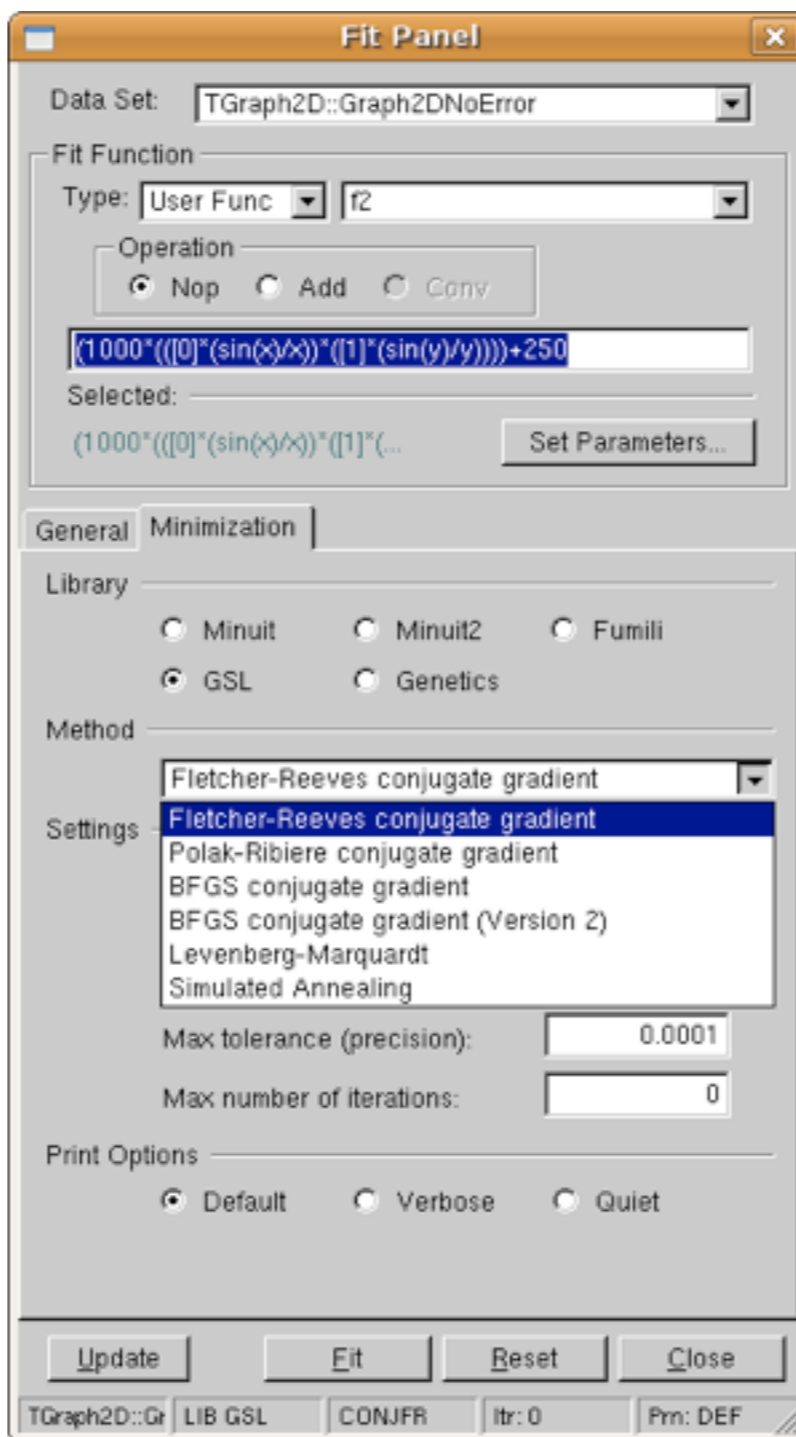 Fit Panel
Data Set: TGraph2D::Graph2DNoError
Fit Function
Type: User Func f2
Operation
Nop Add Conv
(1000*(([0]*(sin(x)/x))*([1]*(sin(y)/y))))+250
Selected:
(1000*(([0]*(sin(x)/x))*([1]*(... Set Parameters...
General Minimization
Library
Minuit Minuit2 Fumili
GSL Genetics
Method
Fletcher-Reeves conjugate gradient
Settings
Fletcher-Reeves conjugate gradient
Polak-Ribiere conjugate gradient
BFGS conjugate gradient
BFGS conjugate gradient (Version 2)
Levenberg-Marquardt
Simulated Annealing
Max tolerance (precision): 0.0001
Max number of iterations: 0
Print Options
Default Verbose Quiet
Update Fit Reset Close
TGraph2D::Gr LIB GSL CONJFR Itr: 0 Prn: DEF